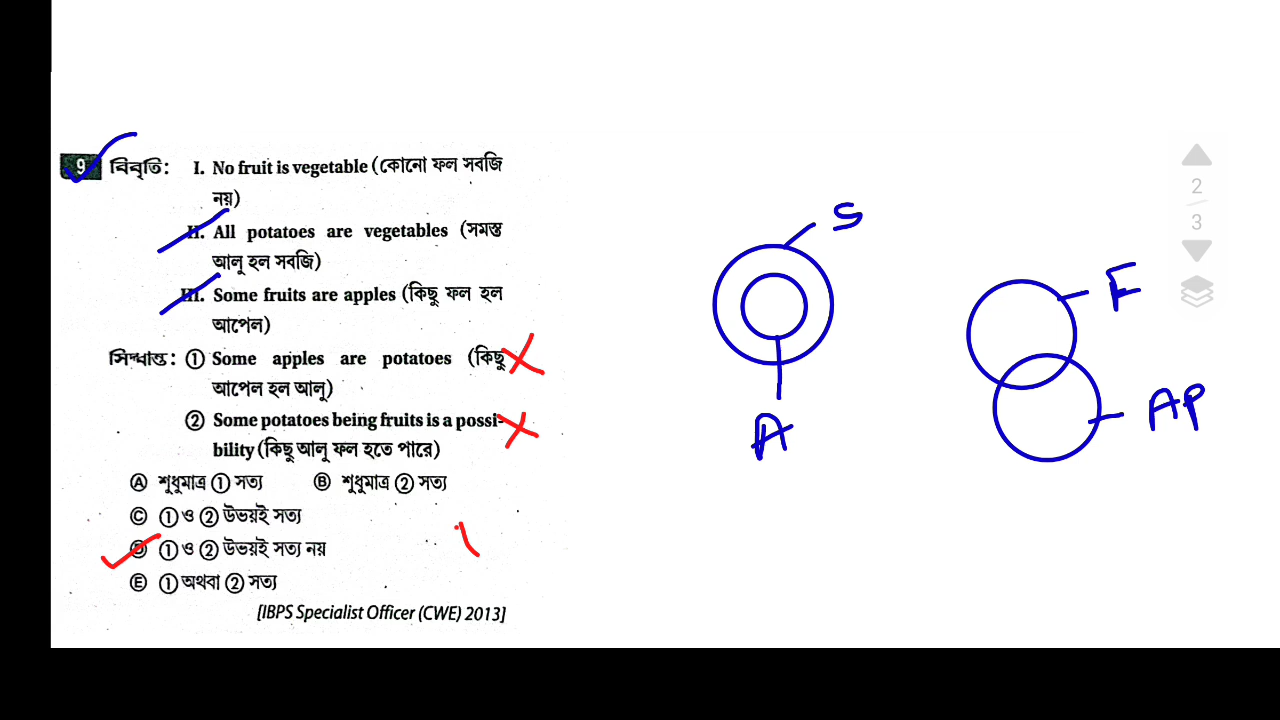 9 বিবৃতি: I. No fruit is vegetable (কোনো ফল সবজি
নয়)
II. All potatoes are vegetables (সমস্ত
আলু হল সবজি)
III. Some fruits are apples (কিছু ফল হল
আপেল)
সিদ্ধান্ত: ① Some apples are potatoes (কিছু
আপেল হল আলু)
② Some potatoes being fruits is a possi-
bility (কিছু আলু ফল হতে পারে)
Ⓐ শুধুমাত্র ① সত্য Ⓑ শুধুমাত্র ② সত্য
Ⓒ ① ও ② উভয়ই সত্য
Ⓓ ① ও ② উভয়ই সত্য নয়
Ⓔ ① অথবা ② সত্য
[IBPS Specialist Officer (CWE) 2013]
S
A
F
AP
2
3